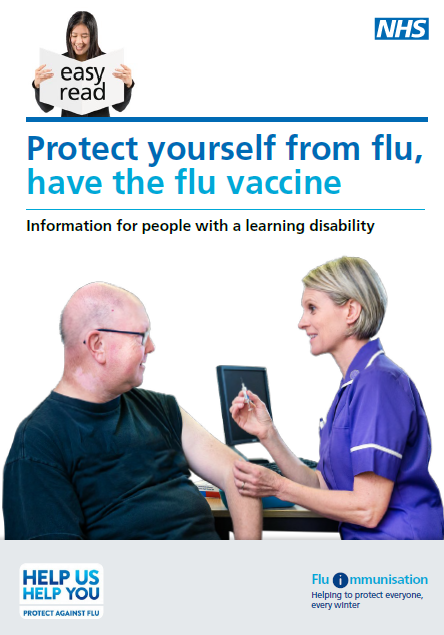 NHS
easy
read
Protect yourself from flu,
have the flu vaccine
Information for people with a learning disability
HELP US
HELP YOU
PROTECT AGAINST FLU
Flu immunisation
Helping to protect everyone,
every winter